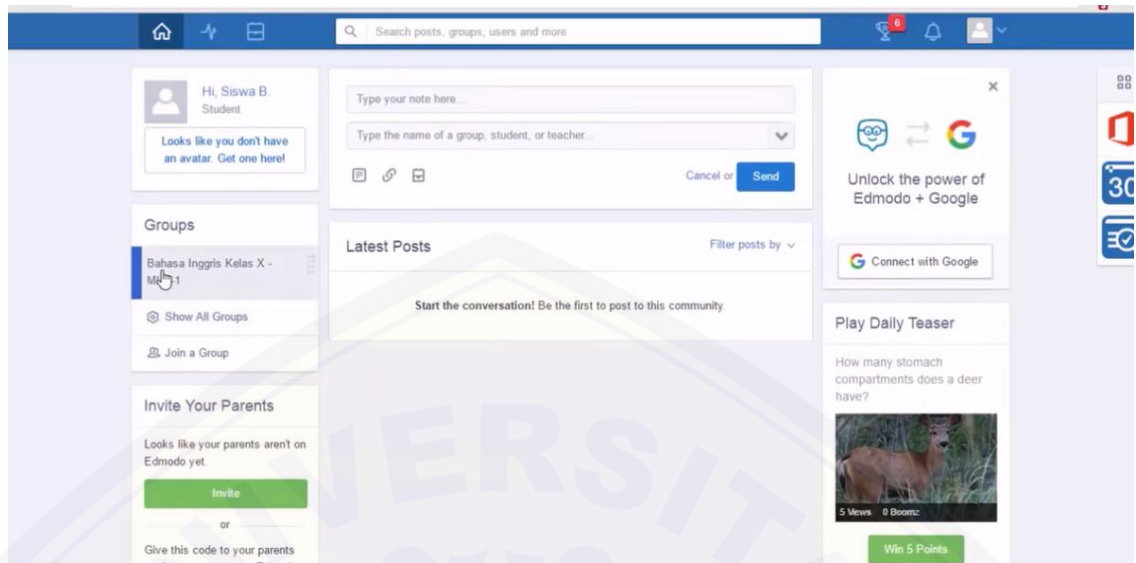 Search posts, groups, users and more
6
Hi, Siswa B.
Student
Looks like you don't have
an avatar. Get one here!
Groups
Bahasa Inggris Kelas X -
Show All Groups
Join a Group
Invite Your Parents
Looks like your parents aren't on
Edmodo yet.
Invite
or
Give this code to your parents
Type your note here...
Type the name of a group, student, or teacher...
Cancel or Send
Latest Posts
Filter posts by
Start the conversation! Be the first to post to this community.
Unlock the power of
Edmodo + Google
Connect with Google
Play Daily Teaser
How many stomach
compartments does a deer
have?
5 Views 0 Boomz
Win 5 Points
30